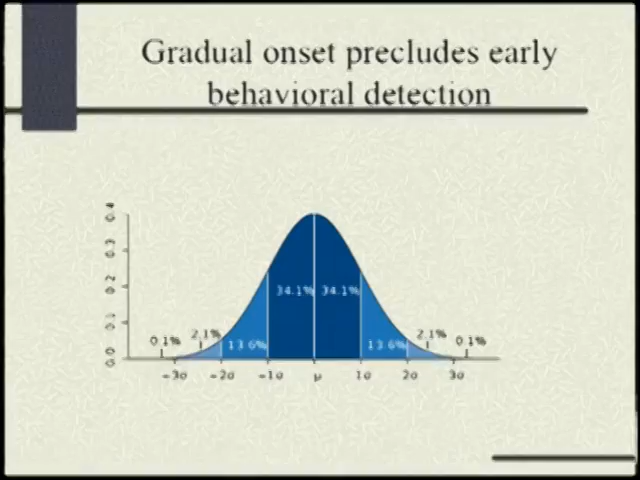 Gradual onset precludes early
behavioral detection
0.4
0.3
0.2
0.1
0.0
34.1% 34.1%
0.1% 2.1% 13.6% 13.6% 2.1% 0.1%
-3σ -2σ -1σ μ 1σ 2σ 3σ